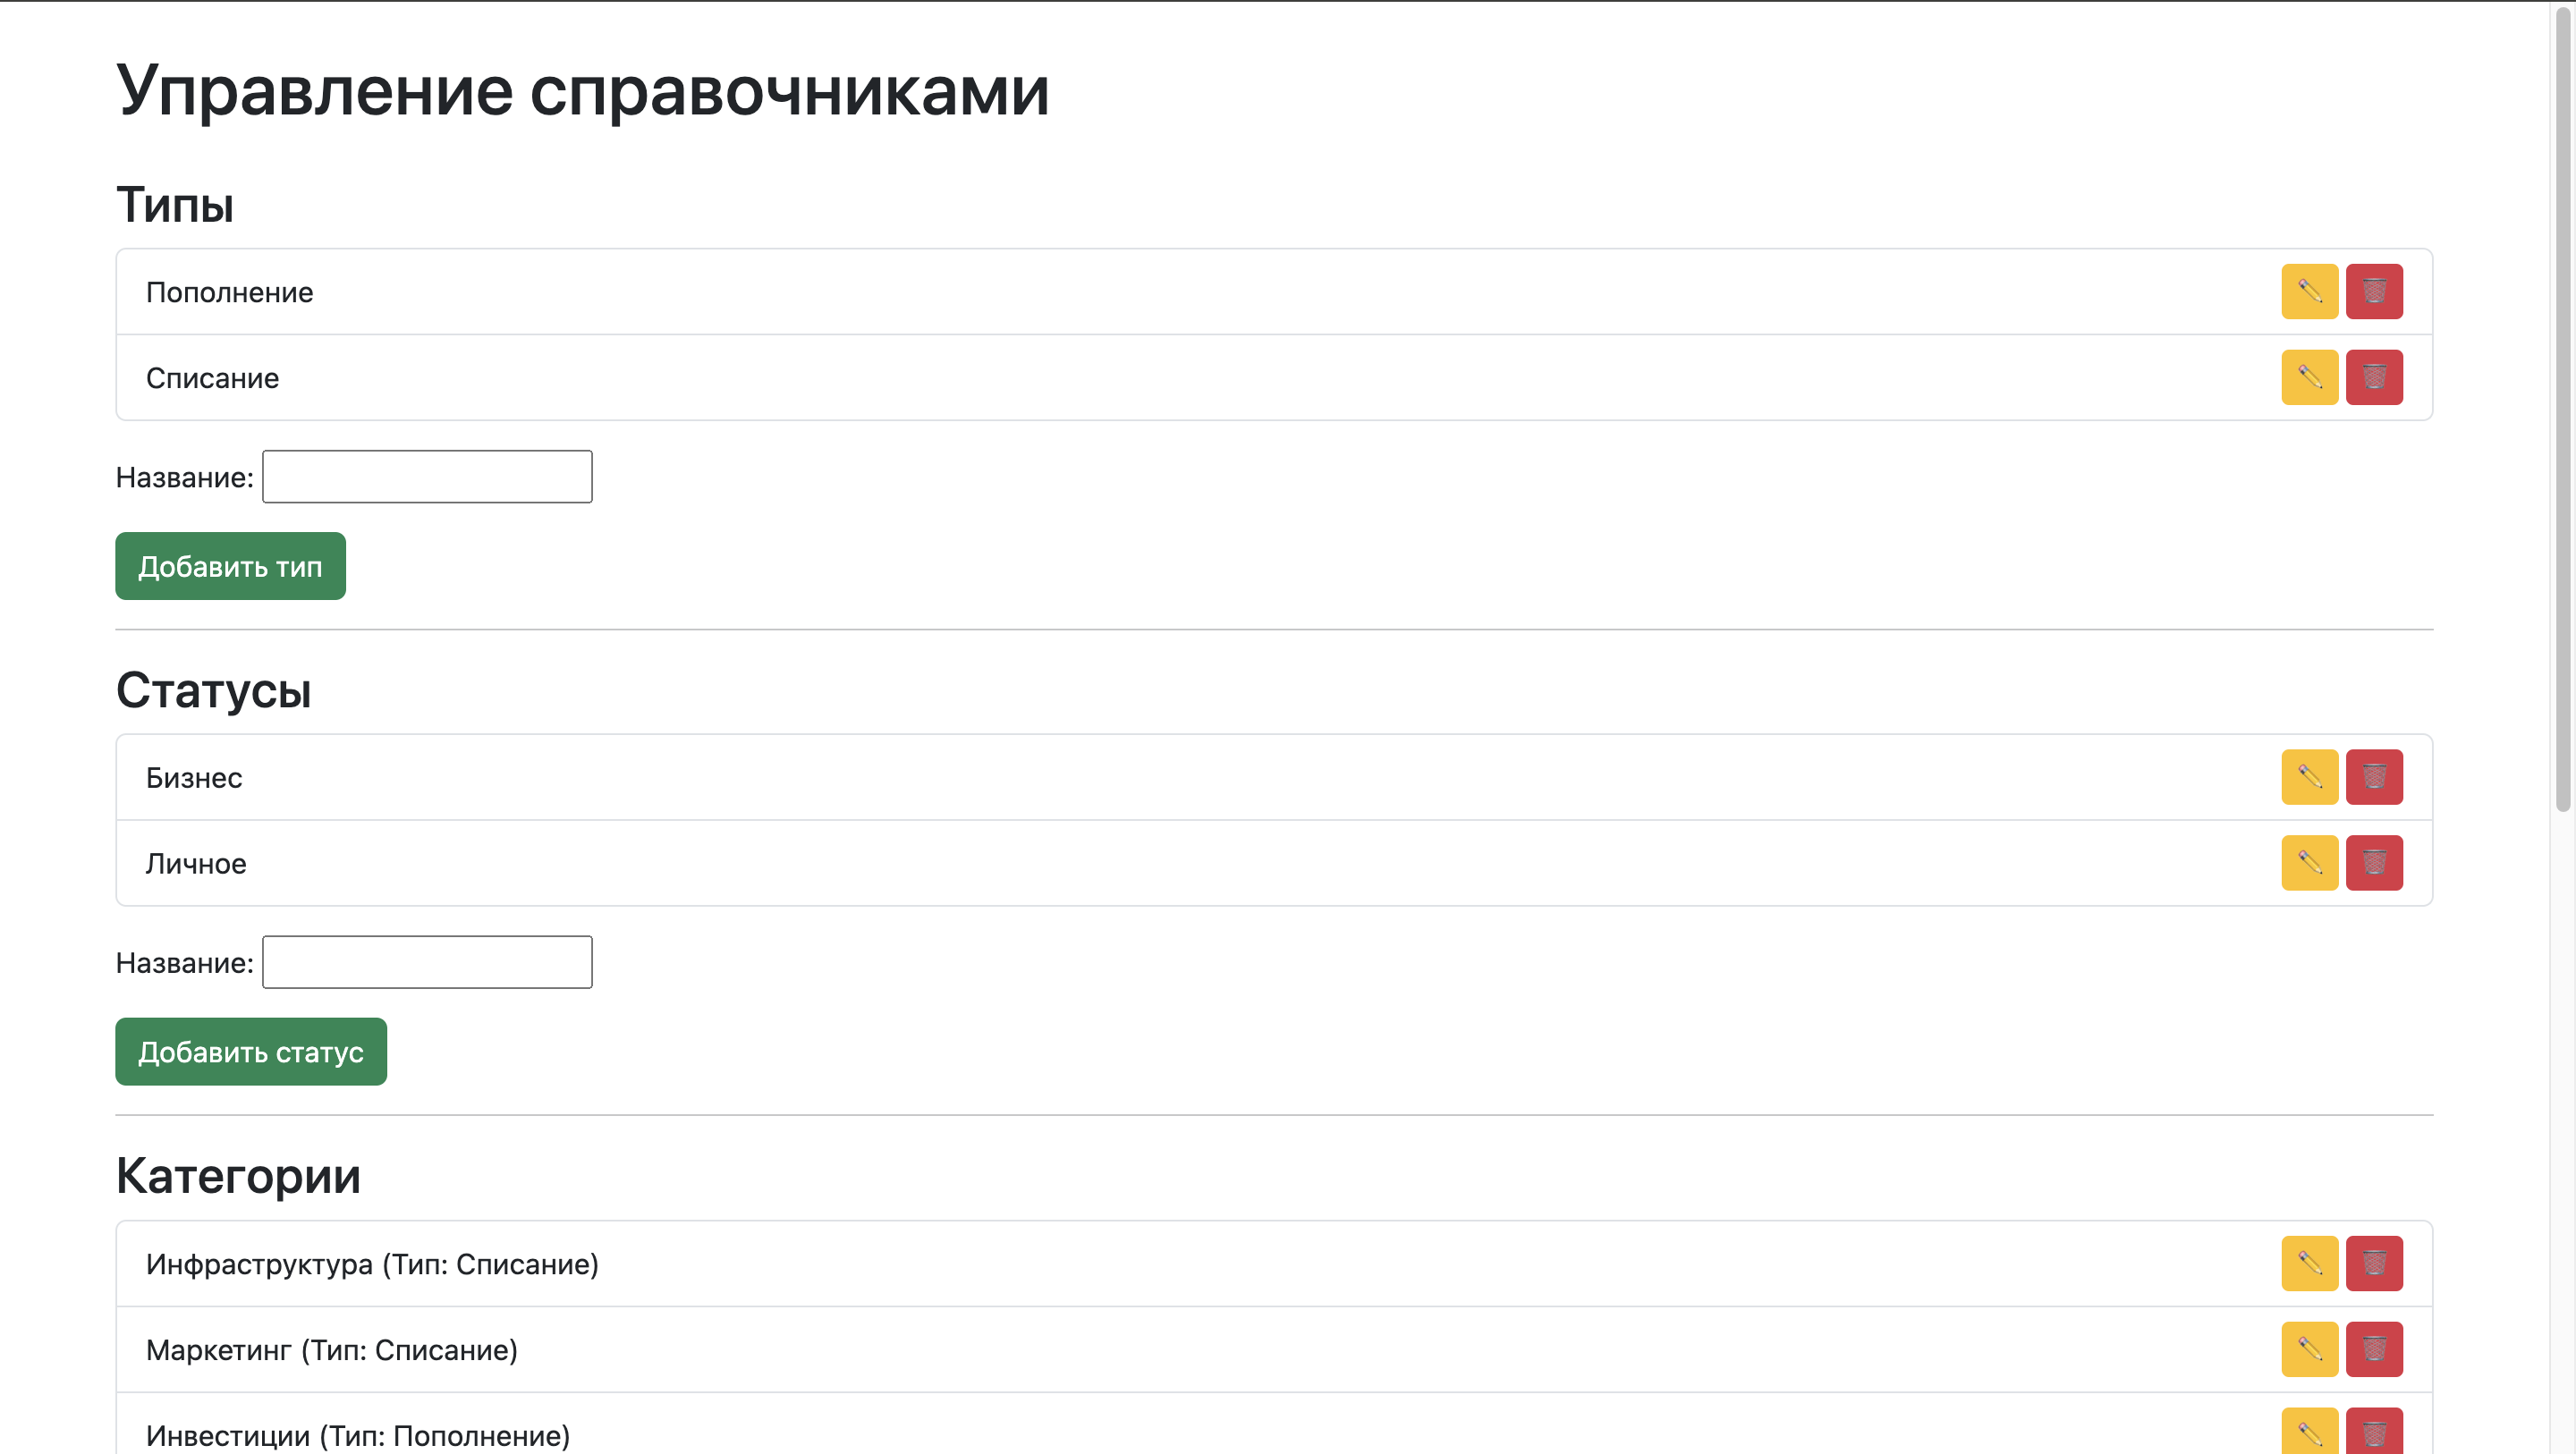 Управление справочниками
Типы
Пополнение
Списание
Название:
Добавить тип
Статусы
Бизнес
Личное
Название:
Добавить статус
Категории
Инфраструктура (Тип: Списание)
Маркетинг (Тип: Списание)
Инвестиции (Тип: Пополнение)